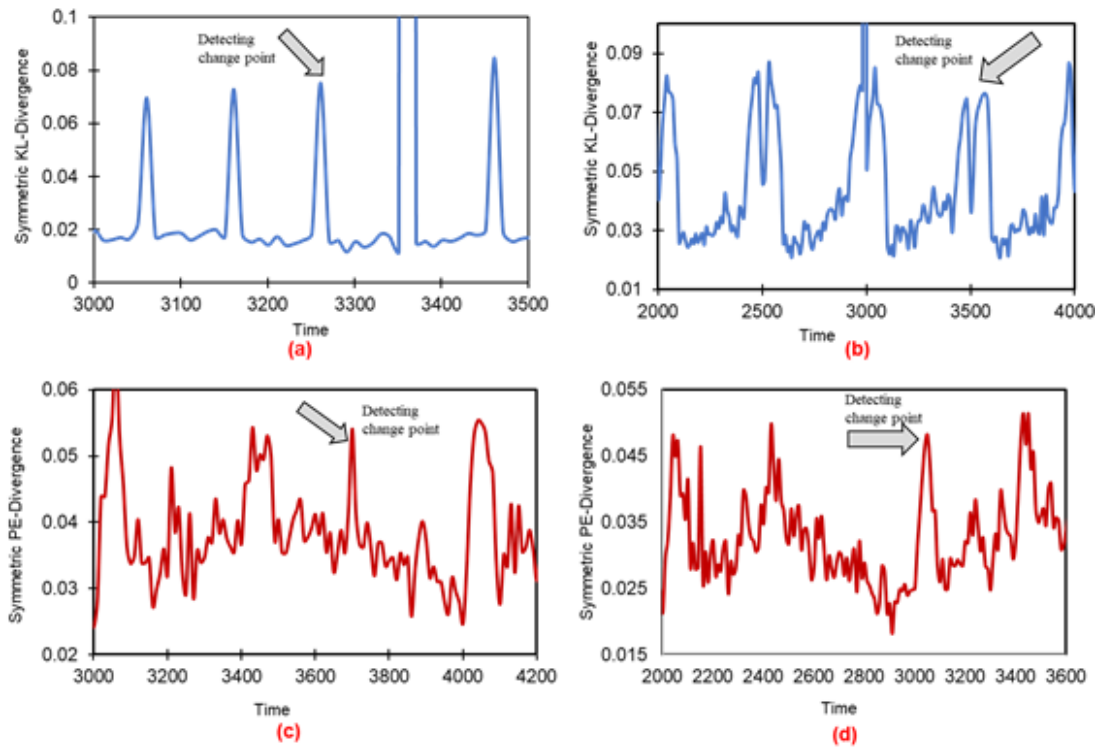 0.1
0.08
0.06
0.04
0.02
0
Symmetric KL-Divergence
Detecting
change point
3000 3100 3200 3300 3400 3500
Time
(a)
0.09
0.07
0.05
0.03
0.01
Symmetric KL-Divergence
Detecting
change point
2000 2500 3000 3500 4000
Time
(b)
0.06
0.05
0.04
0.03
0.02
Symmetric PE-Divergence
Detecting
change point
3000 3200 3400 3600 3800 4000 4200
Time
(c)
0.055
0.045
0.035
0.025
0.015
Symmetric PE-Divergence
Detecting
change point
2000 2200 2400 2600 2800 3000 3200 3400 3600
Time
(d)